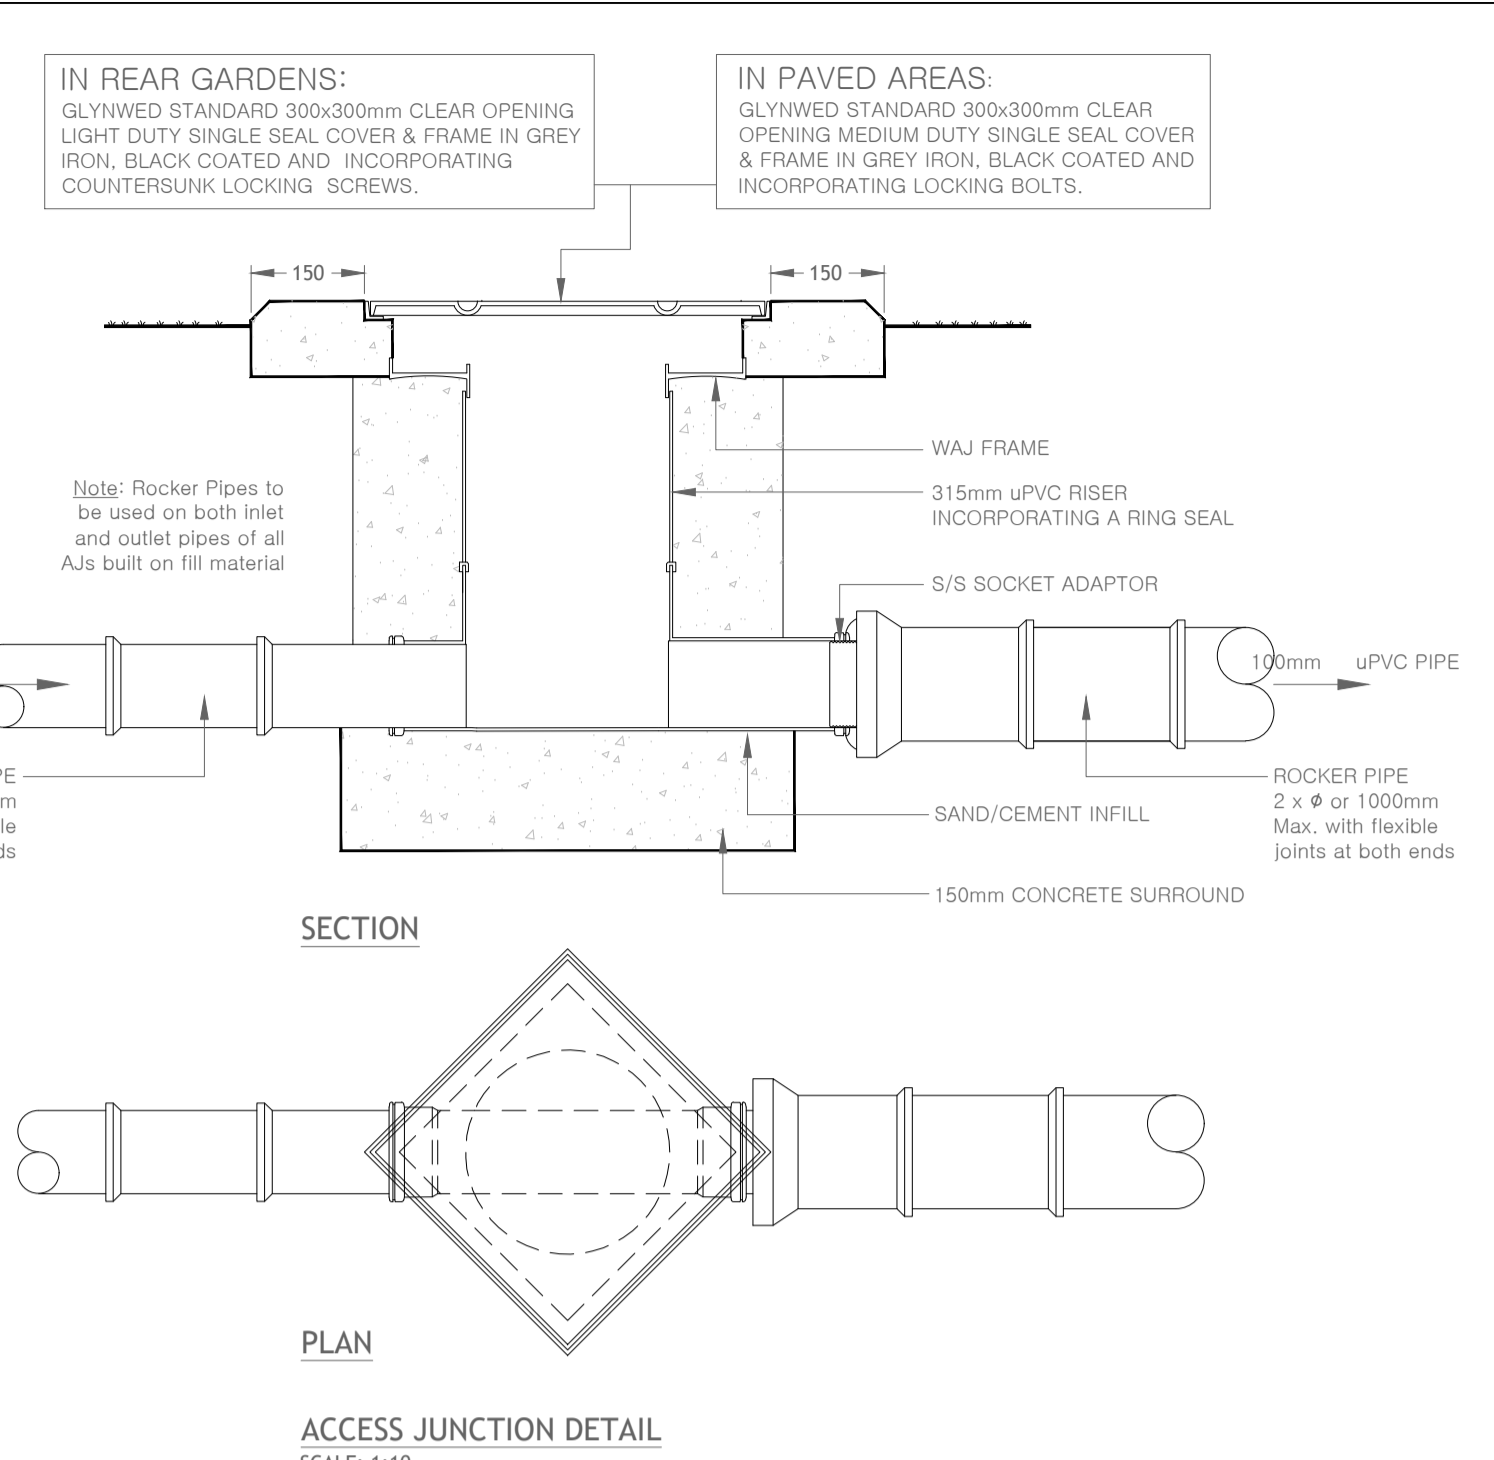 IN REAR GARDENS:
GLYNWED STANDARD 300x300mm CLEAR OPENING
LIGHT DUTY SINGLE SEAL COVER & FRAME IN GREY
IRON, BLACK COATED AND INCORPORATING
COUNTERSUNK LOCKING SCREWS.
IN PAVED AREAS:
GLYNWED STANDARD 300x300mm CLEAR
OPENING MEDIUM DUTY SINGLE SEAL COVER
& FRAME IN GREY IRON, BLACK COATED AND
INCORPORATING LOCKING BOLTS.
150
150
WAJ FRAME
315mm uPVC RISER
INCORPORATING A RING SEAL
Note: Rocker Pipes to
be used on both inlet
and outlet pipes of all
AJs built on fill material
S/S SOCKET ADAPTOR
100mm uPVC PIPE
ROCKER PIPE
2 x ϕ or 1000mm
Max. with flexible
joints at both ends
SAND/CEMENT INFILL
150mm CONCRETE SURROUND
SECTION
PLAN
ACCESS JUNCTION DETAIL